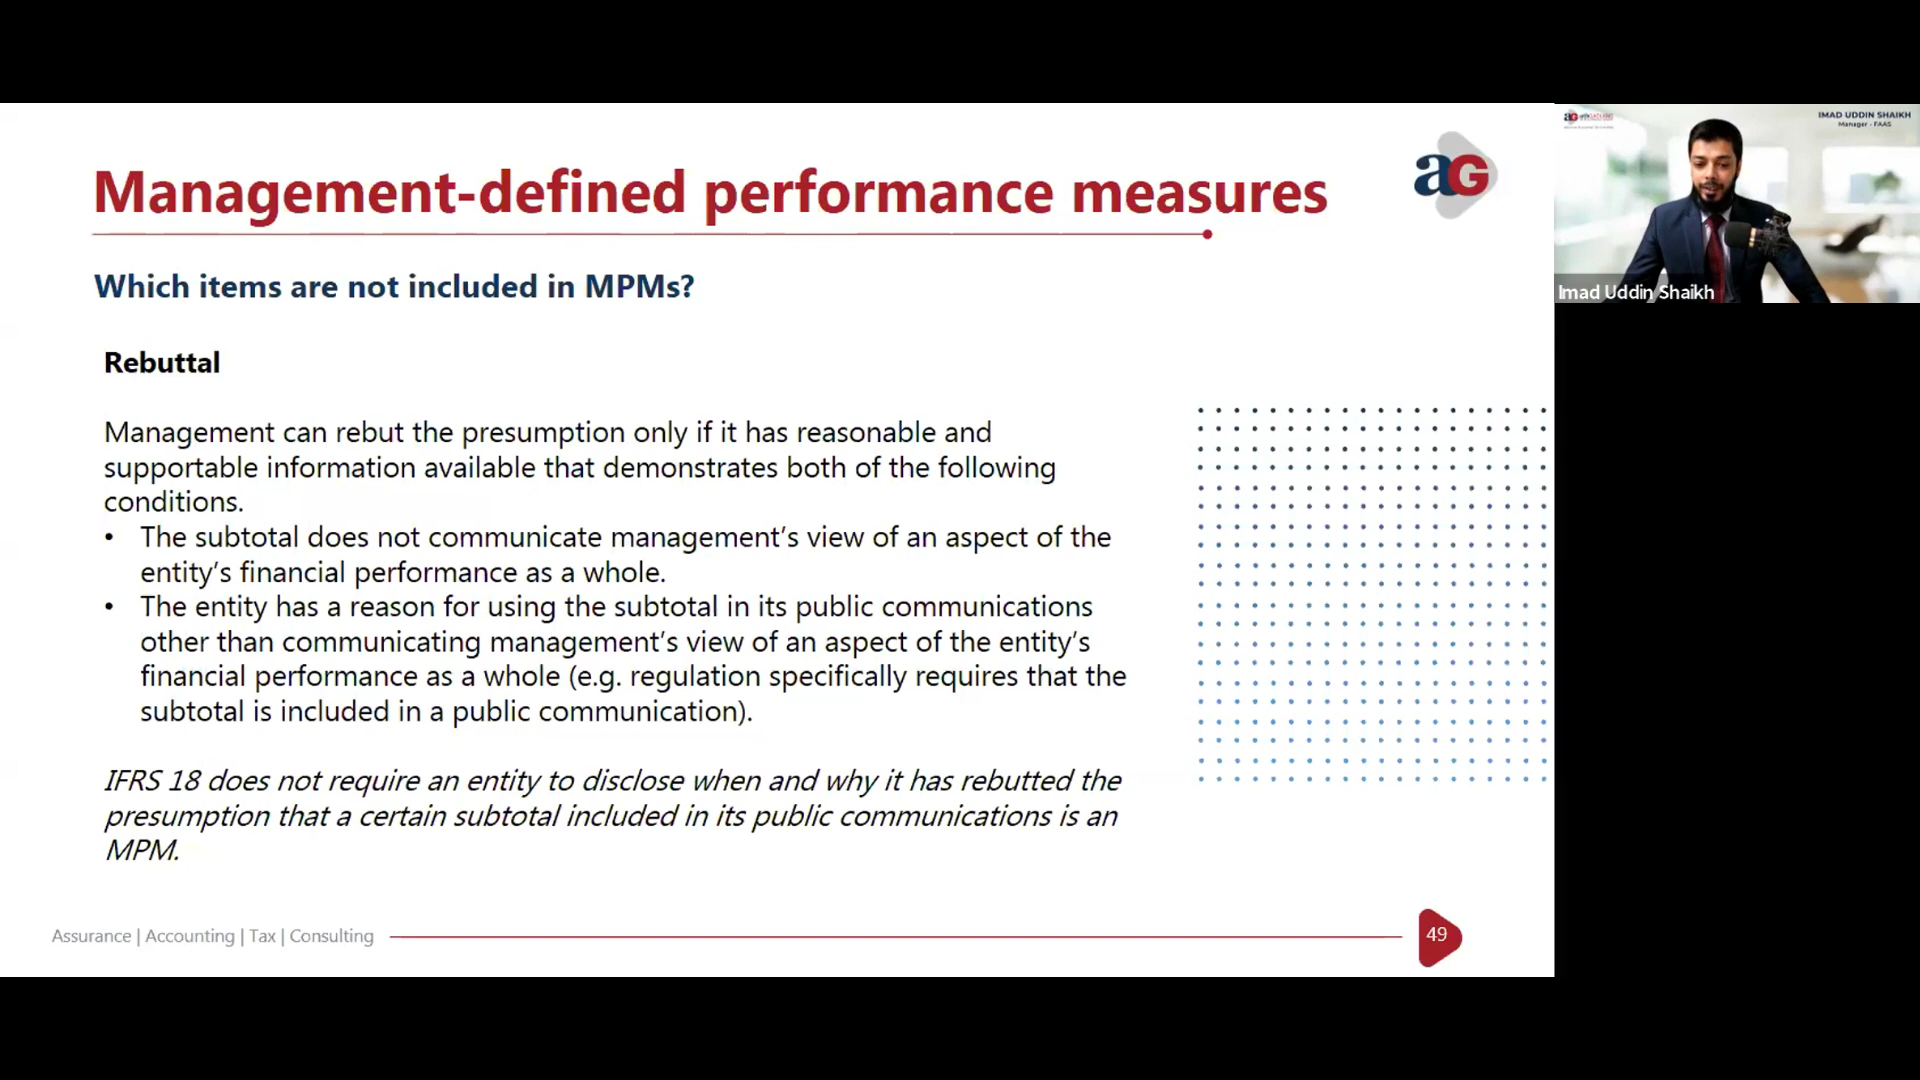 Management-defined performance measures
aG
Which items are not included in MPMs?
Rebuttal
Management can rebut the presumption only if it has reasonable and
supportable information available that demonstrates both of the following
conditions.
• The subtotal does not communicate management’s view of an aspect of the
entity’s financial performance as a whole.
• The entity has a reason for using the subtotal in its public communications
other than communicating management’s view of an aspect of the entity’s
financial performance as a whole (e.g. regulation specifically requires that the
subtotal is included in a public communication).
IFRS 18 does not require an entity to disclose when and why it has rebutted the
presumption that a certain subtotal included in its public communications is an
MPM.
Assurance | Accounting | Tax | Consulting
49
IMAD UDDIN SHAIKH
Manager - FAAS
Imad Uddin Shaikh